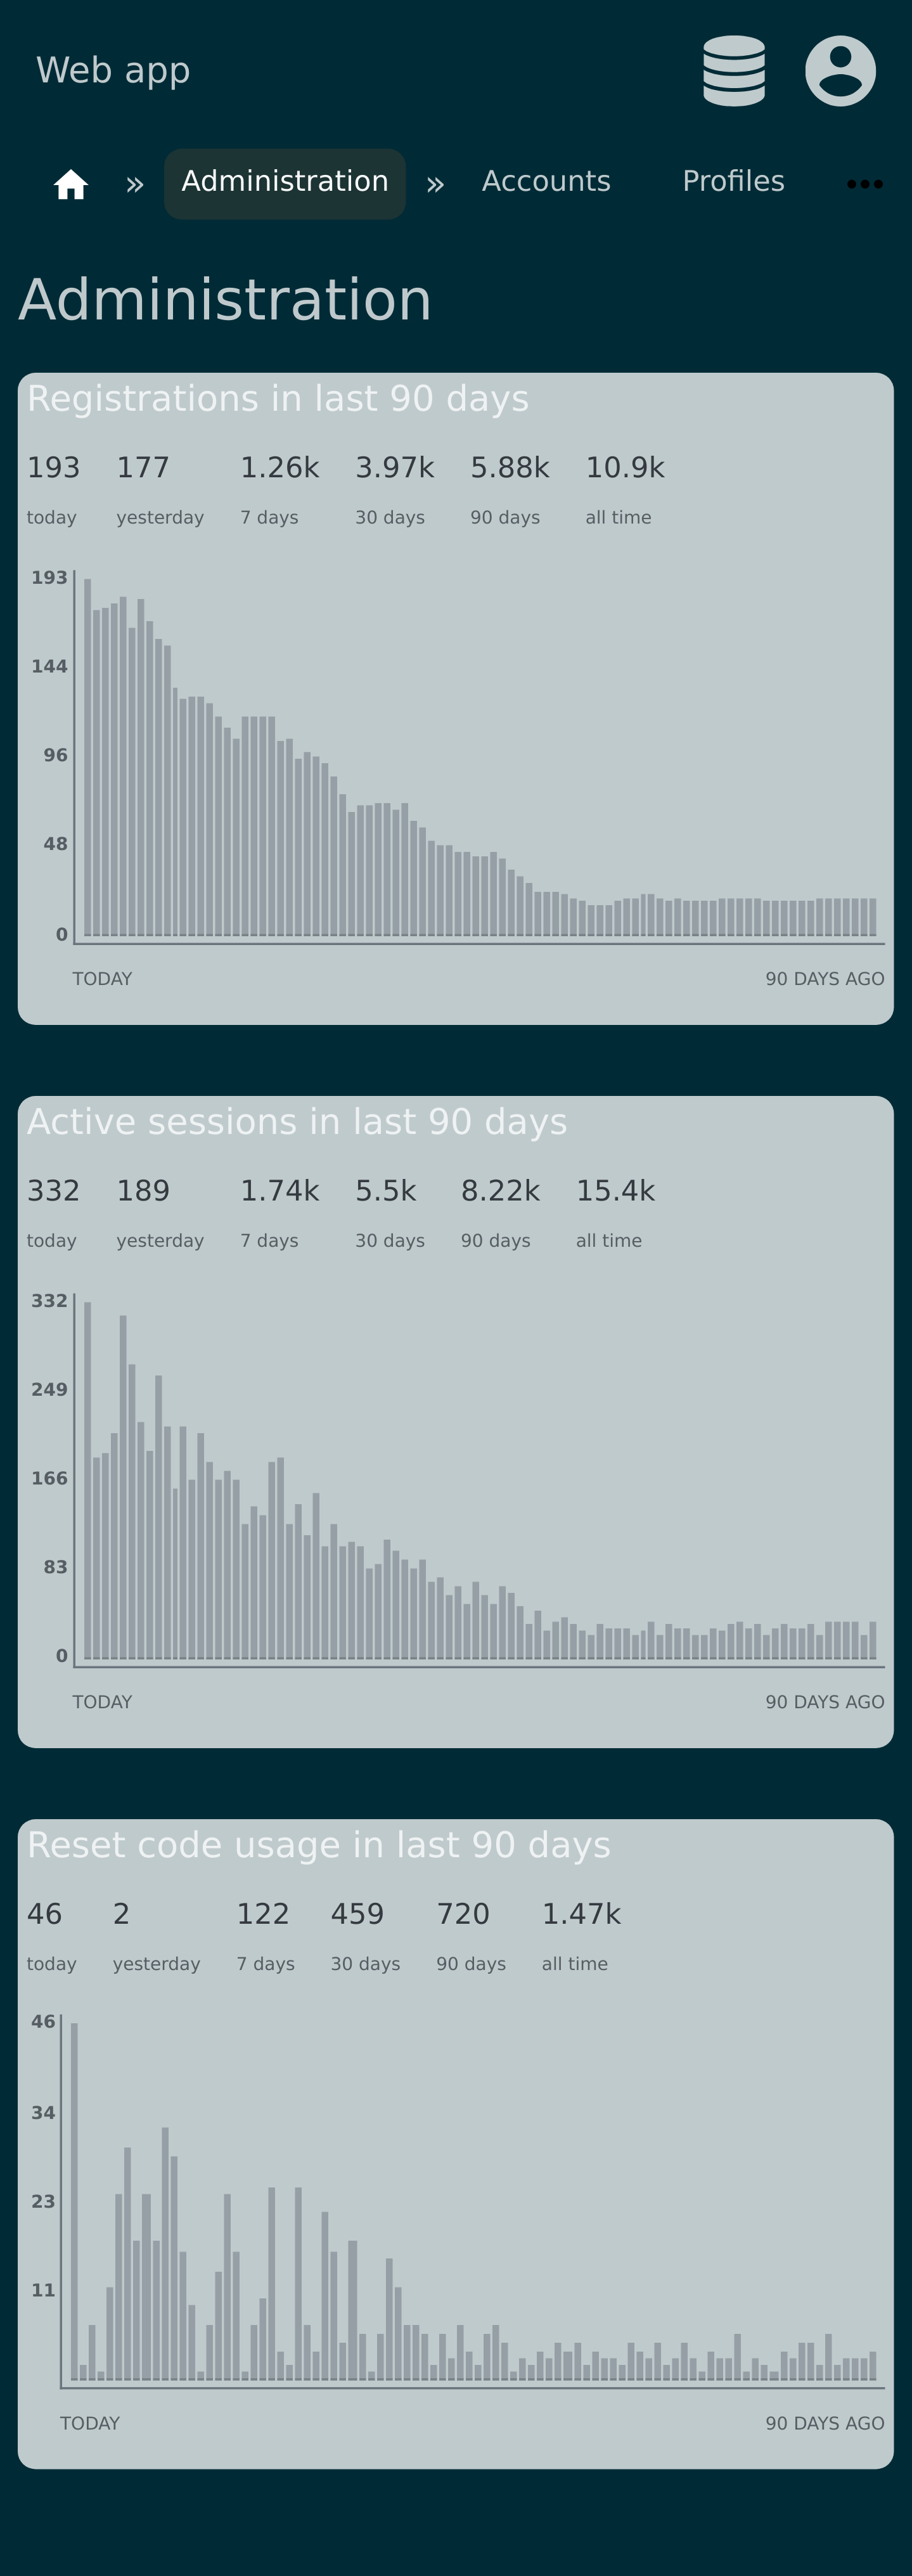 Web app
» Administration » Accounts Profiles •••
Administration
Registrations in last 90 days
193 177 1.26k 3.97k 5.88k 10.9k
today yesterday 7 days 30 days 90 days all time
193
144
96
48
0
TODAY 90 DAYS AGO
Active sessions in last 90 days
332 189 1.74k 5.5k 8.22k 15.4k
today yesterday 7 days 30 days 90 days all time
332
249
166
83
0
TODAY 90 DAYS AGO
Reset code usage in last 90 days
46 2 122 459 720 1.47k
today yesterday 7 days 30 days 90 days all time
46
34
23
11
TODAY 90 DAYS AGO